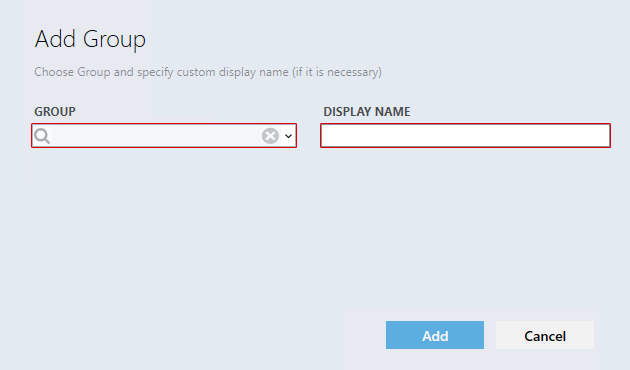 Add Group
Choose Group and specify custom display name (if it is necessary)
GROUP DISPLAY NAME
Add Cancel